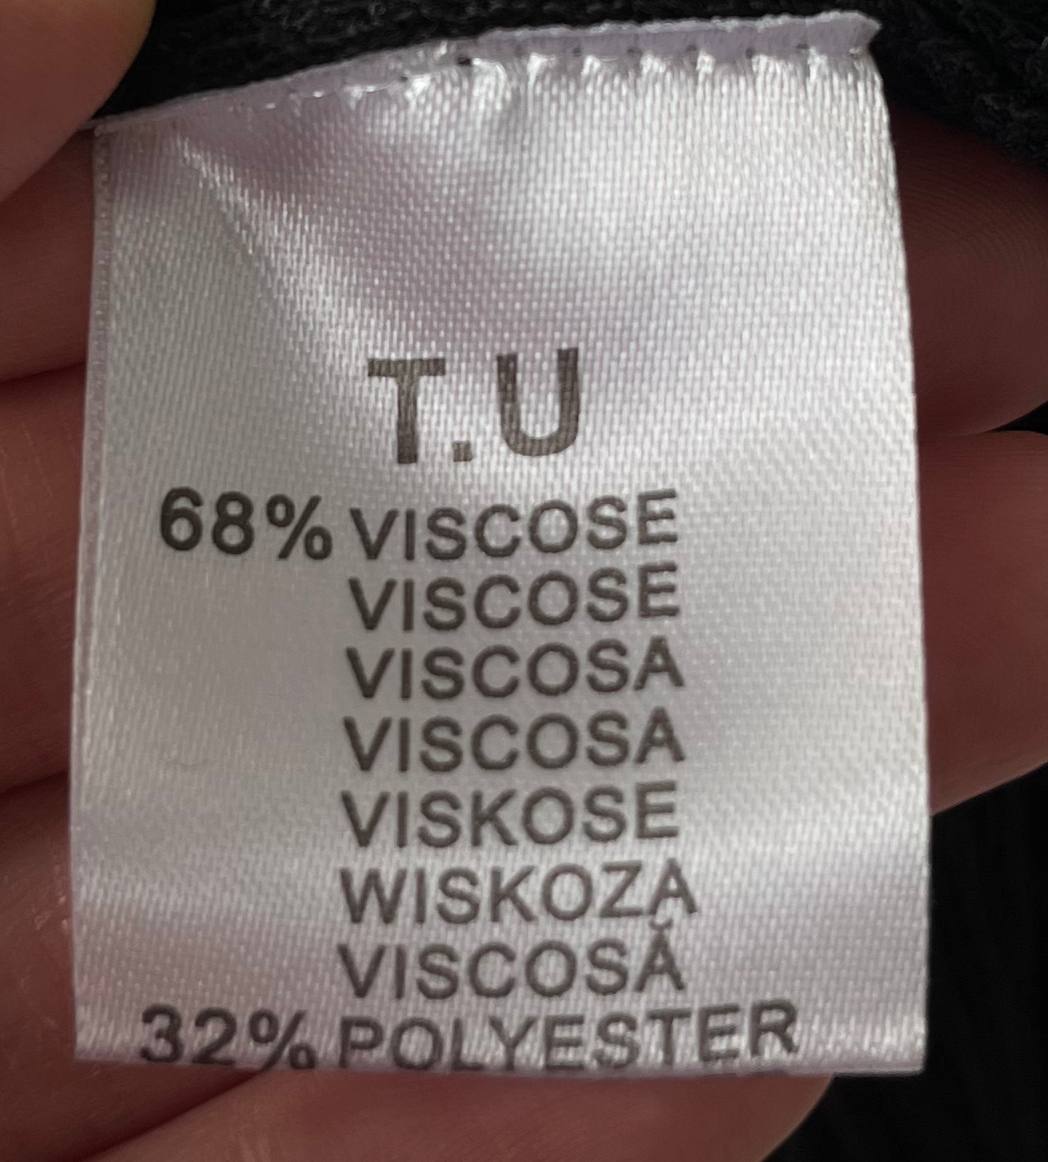 T.U
68% VISCOSE
VISCOSE
VISCOSA
VISCOSA
VISKOSE
WISKOZA
VISCOSĂ
32% POLYESTER